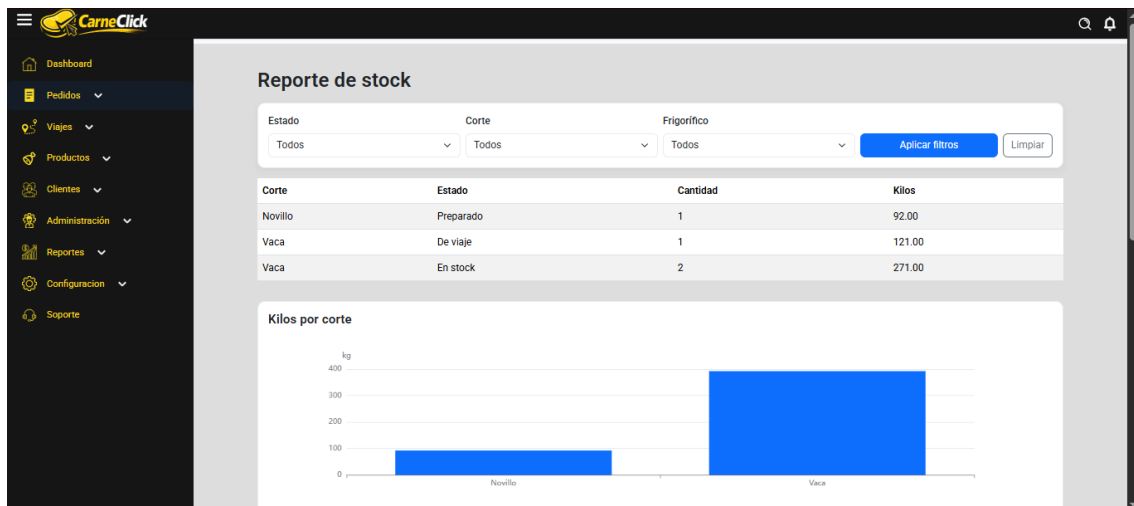 CarneClick
Dashboard
Pedidos
Viajes
Productos
Clientes
Administración
Reportes
Configuracion
Soporte
Reporte de stock
Estado Corte Frigorífico
Todos Todos Todos Aplicar filtros Limpiar
Corte Estado Cantidad Kilos
Novillo Preparado 1 92.00
Vaca De viaje 1 121.00
Vaca En stock 2 271.00
Kilos por corte
kg
400
300
200
100
0
Novillo Vaca